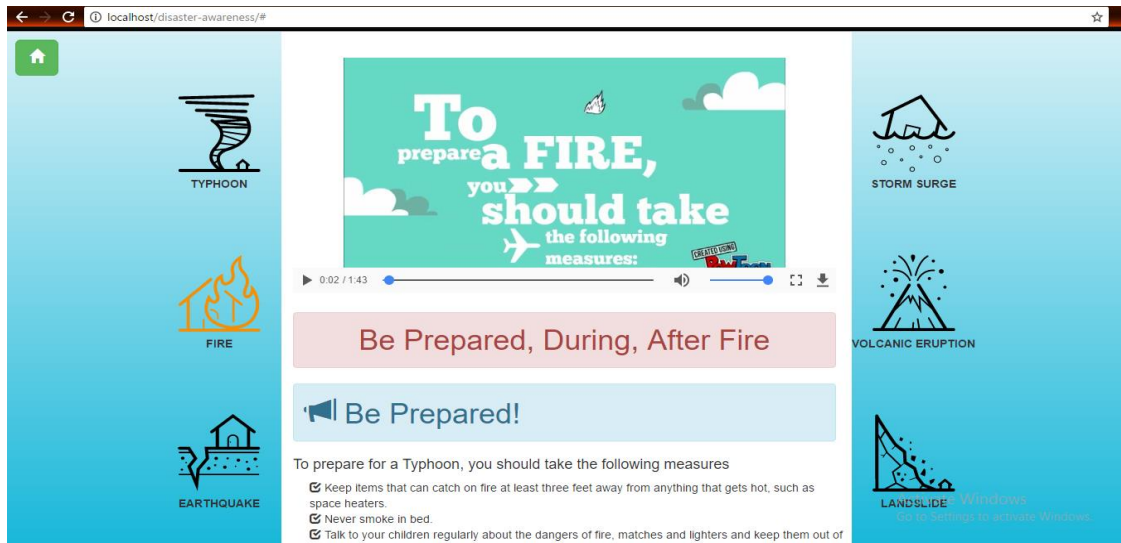 localhost/disaster-awareness/#
To
prepare a FIRE,
you
should take
the following
measures:
CREATED USING
PowToon
0:02 / 1:43
TYPHOON
FIRE
EARTHQUAKE
STORM SURGE
VOLCANIC ERUPTION
LANDSLIDE
Be Prepared, During, After Fire
Be Prepared!
To prepare for a Typhoon, you should take the following measures
Keep items that can catch on fire at least three feet away from anything that gets hot, such as
space heaters.
Never smoke in bed.
Talk to your children regularly about the dangers of fire, matches and lighters and keep them out of
Activate Windows
Go to Settings to activate Windows.